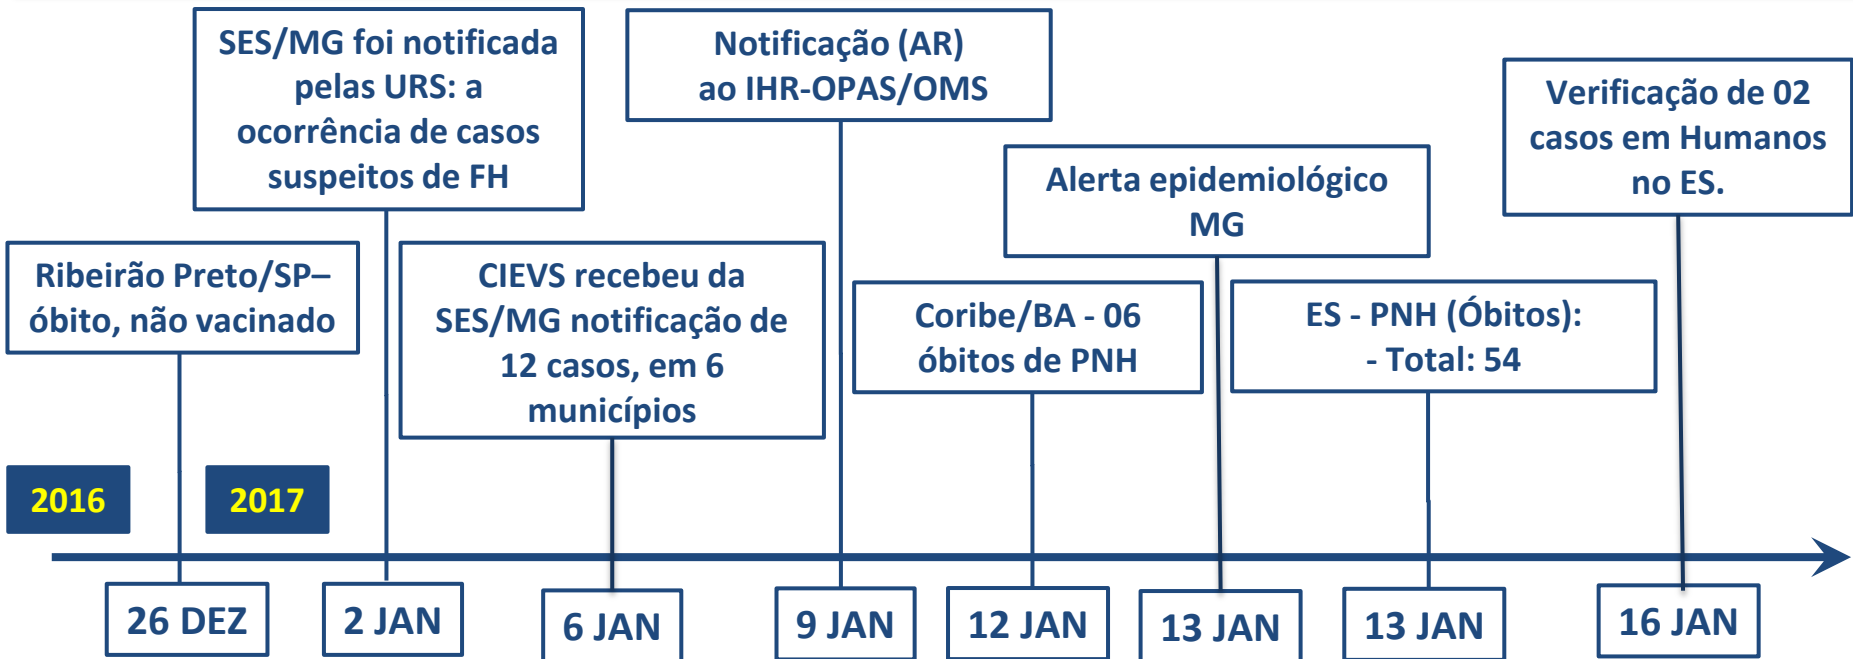 SES/MG foi notificada
pelas URS: a
ocorrência de casos
suspeitos de FH
Notificação (AR)
ao IHR-OPAS/OMS
Verificação de 02
casos em Humanos
no ES.
Alerta epidemiológico
MG
Ribeirão Preto/SP–
óbito, não vacinado
CIEVS recebeu da
SES/MG notificação de
12 casos, em 6
municípios
Coribe/BA - 06
óbitos de PNH
ES - PNH (Óbitos):
- Total: 54
2016
2017
26 DEZ
2 JAN
6 JAN
9 JAN
12 JAN
13 JAN
13 JAN
16 JAN